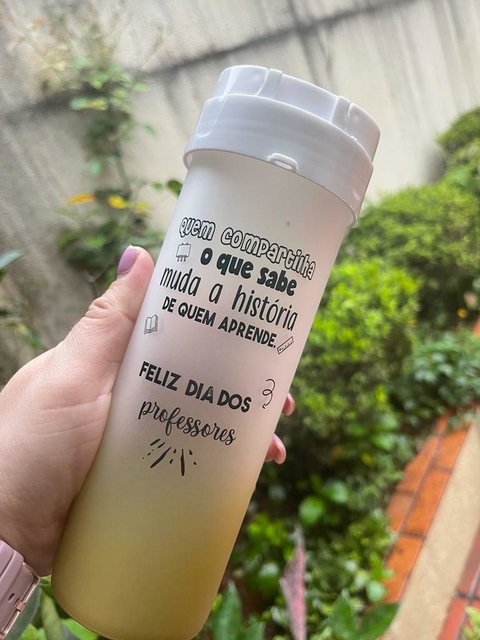 quem compartilha
o que sabe
muda a história
DE QUEM APRENDE.
FELIZ DIA DOS
professores